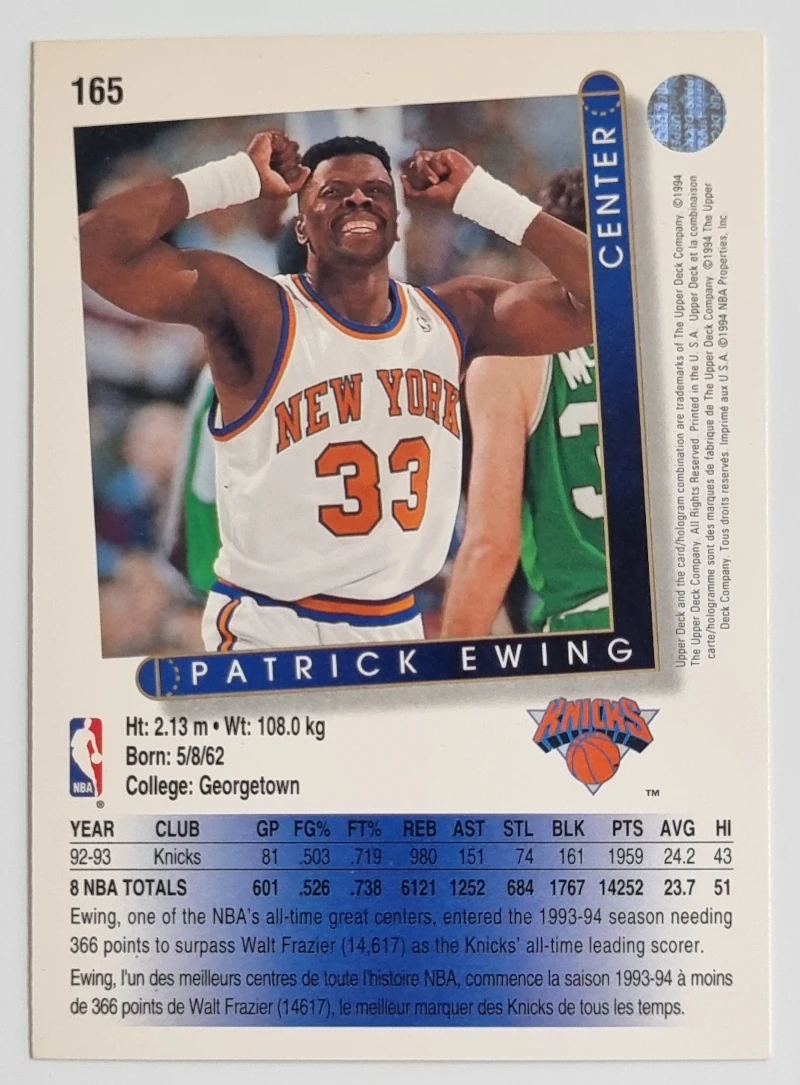 165
CENTER
NEW YORK
33
PATRICK EWING
Upper Deck and the card/hologram combination are trademarks of The Upper Deck Company. ©1994
The Upper Deck Company. All Rights Reserved. Printed in the U.S.A. Upper Deck et la combinaison
carte/hologramme sont des marques de fabrique de The Upper Deck Company. ©1994 The Upper
Deck Company. Tous droits reservés. Imprimé aux U.S.A. ©1994 NBA Properties, Inc.
NBA
®
Ht: 2.13 m • Wt: 108.0 kg
Born: 5/8/62
College: Georgetown
KNICKS
™
YEAR CLUB GP FG% FT% REB AST STL BLK PTS AVG HI
92-93 Knicks 81 .503 .719 980 151 74 161 1959 24.2 43
8 NBA TOTALS 601 .526 .738 6121 1252 684 1767 14252 23.7 51
Ewing, one of the NBA's all-time great centers, entered the 1993-94 season needing
366 points to surpass Walt Frazier (14,617) as the Knicks' all-time leading scorer.
Ewing, l'un des meilleurs centres de toute l'histoire NBA, commence la saison 1993-94 à moins
de 366 points de Walt Frazier (14617), le meilleur marquer des Knicks de tous les temps.